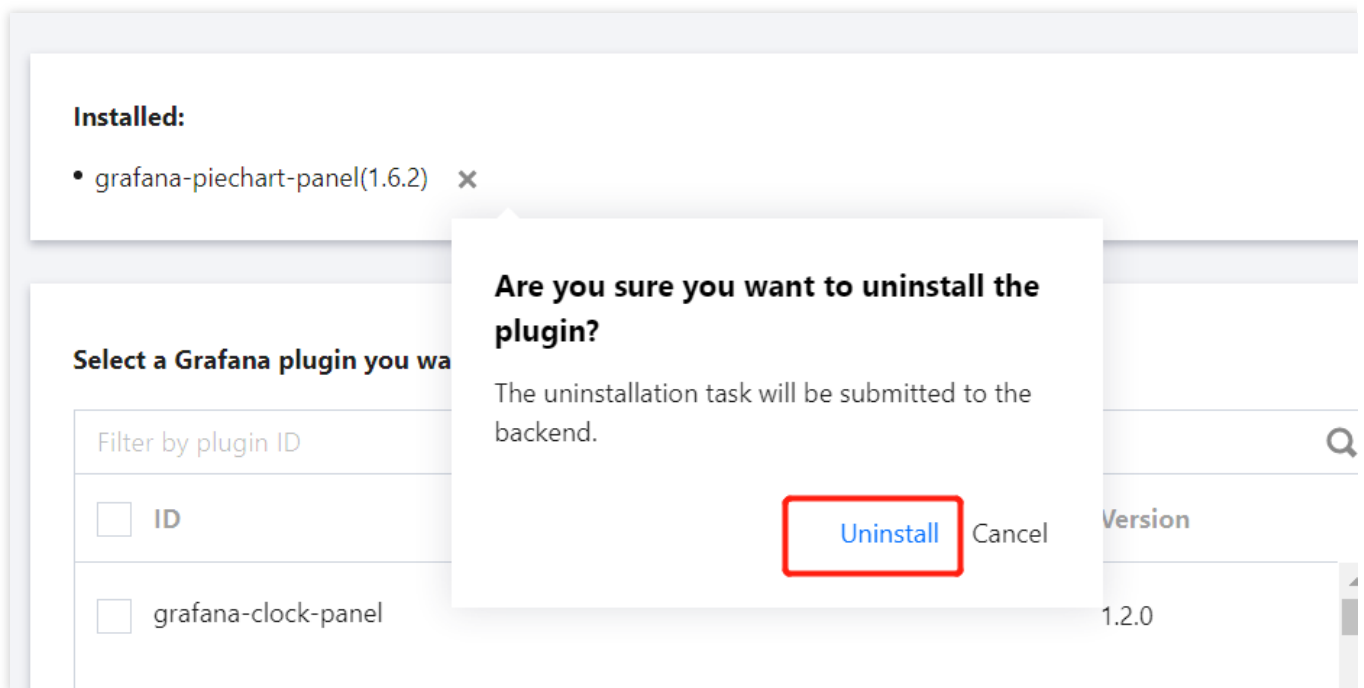 Installed:
• grafana-piechart-panel(1.6.2) ×
Are you sure you want to uninstall the
plugin?
The uninstallation task will be submitted to the
backend.
Uninstall Cancel
Select a Grafana plugin you wa
Filter by plugin ID
ID Version
grafana-clock-panel 1.2.0